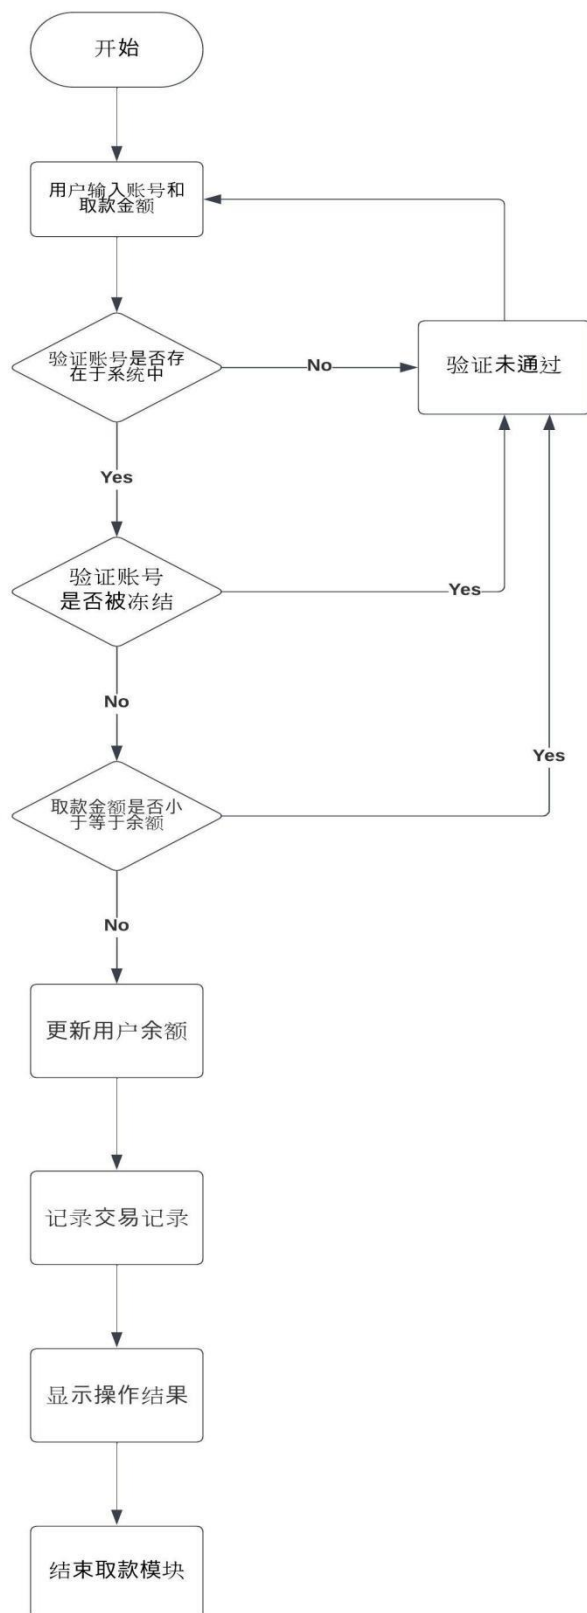 开始
用户输入账号和
取款金额
验证账号是否存
在于系统中
No
验证未通过
Yes
验证账号
是否被冻结
Yes
No
取款金额是否小
于等于余额
Yes
No
更新用户余额
记录交易记录
显示操作结果
结束取款模块